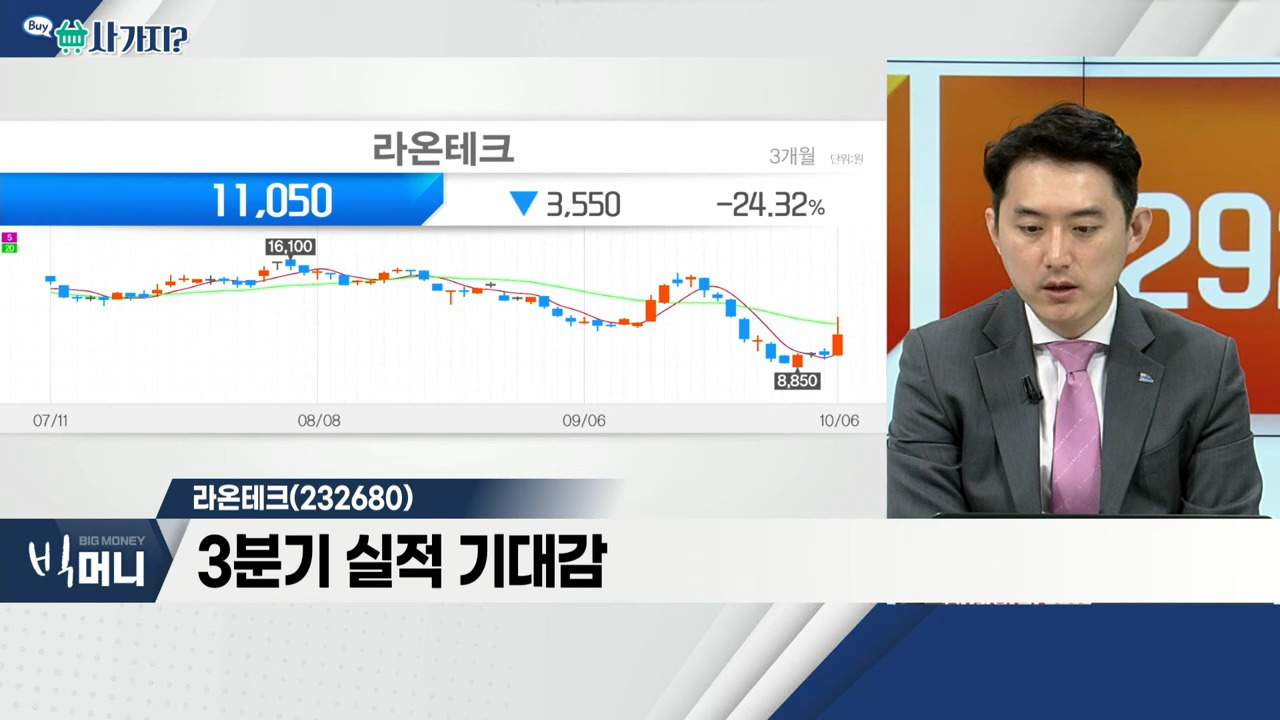 Buy
사 가지?
라온테크
3개월 단위:원
11,050 ▼ 3,550 -24.32%
5
20
16,100
8,850
07/11 08/08 09/06 10/06
29
라온테크(232680)
BIG MONEY
빅머니
3분기 실적 기대감